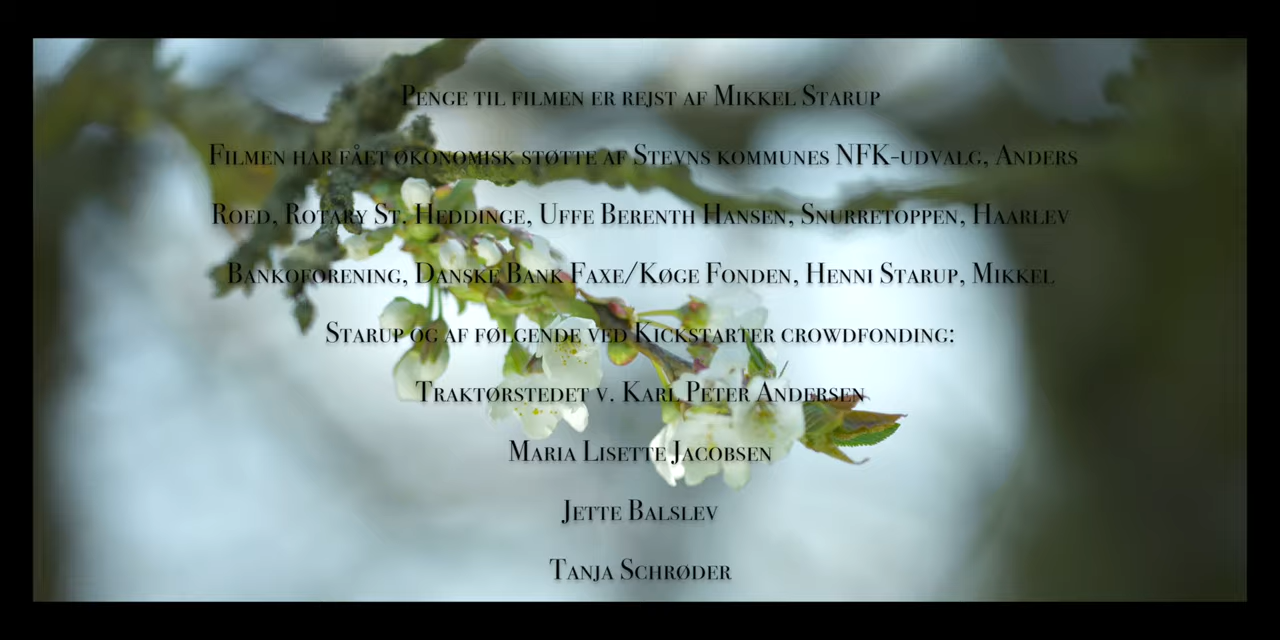 Penge til filmen er rejst af Mikkel Starup
Filmen har fået økonomisk støtte af Stevns kommunes NFK-udvalg, Anders
Roed, Rotary St. Heddinge, Uffe Berenth Hansen, Snurretoppen, Haarlev
Bankoforening, Danske Bank Faxe/Køge Fonden, Henni Starup, Mikkel
Starup og af følgende ved Kickstarter crowdfonding:
Traktørstedet v. Karl Peter Andersen
Maria Lisette Jacobsen
Jette Balslev
Tanja Schrøder